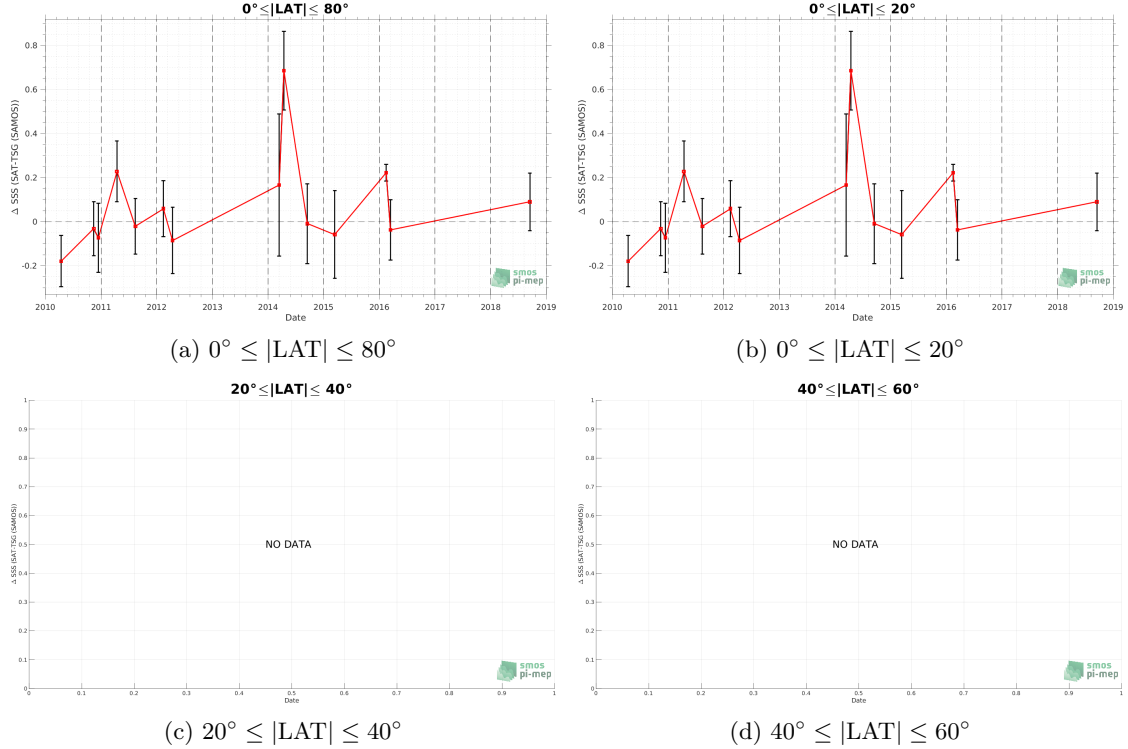 0°≤|LAT|≤ 80°
Δ SSS (SAT-TSG (SAMOS))
0.8
0.6
0.4
0.2
0
-0.2
2010 2011 2012 2013 2014 2015 2016 2017 2018 2019
Date
smos
pi-mep
(a) 0° ≤ |LAT| ≤ 80°
0°≤|LAT|≤ 20°
Δ SSS (SAT-TSG (SAMOS))
0.8
0.6
0.4
0.2
0
-0.2
2010 2011 2012 2013 2014 2015 2016 2017 2018 2019
Date
smos
pi-mep
(b) 0° ≤ |LAT| ≤ 20°
20°≤|LAT|≤ 40°
Δ SSS (SAT-TSG (SAMOS))
1
0.9
0.8
0.7
0.6
0.5
0.4
0.3
0.2
0.1
0
NO DATA
0 0.1 0.2 0.3 0.4 0.5 0.6 0.7 0.8 0.9 1
Date
smos
pi-mep
(c) 20° ≤ |LAT| ≤ 40°
40°≤|LAT|≤ 60°
Δ SSS (SAT-TSG (SAMOS))
1
0.9
0.8
0.7
0.6
0.5
0.4
0.3
0.2
0.1
0
NO DATA
0 0.1 0.2 0.3 0.4 0.5 0.6 0.7 0.8 0.9 1
Date
smos
pi-mep
(d) 40° ≤ |LAT| ≤ 60°